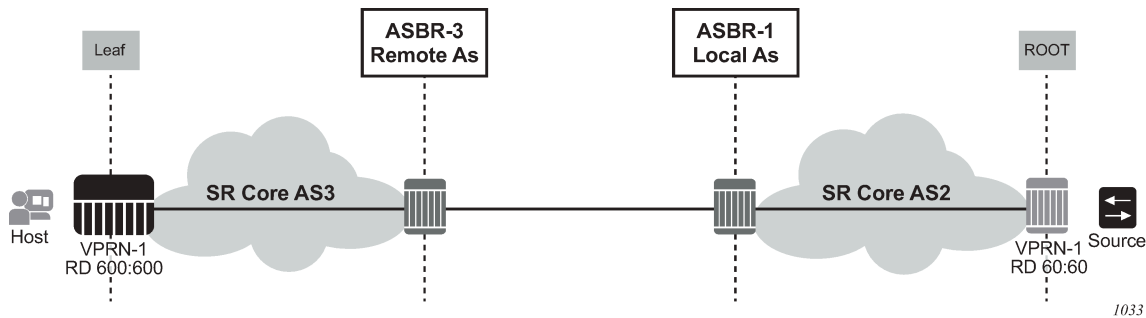 Leaf
ASBR-3
Remote As
ASBR-1
Local As
ROOT
SR Core AS3
SR Core AS2
Host
VPRN-1
RD 600:600
VPRN-1
RD 60:60
Source
1033